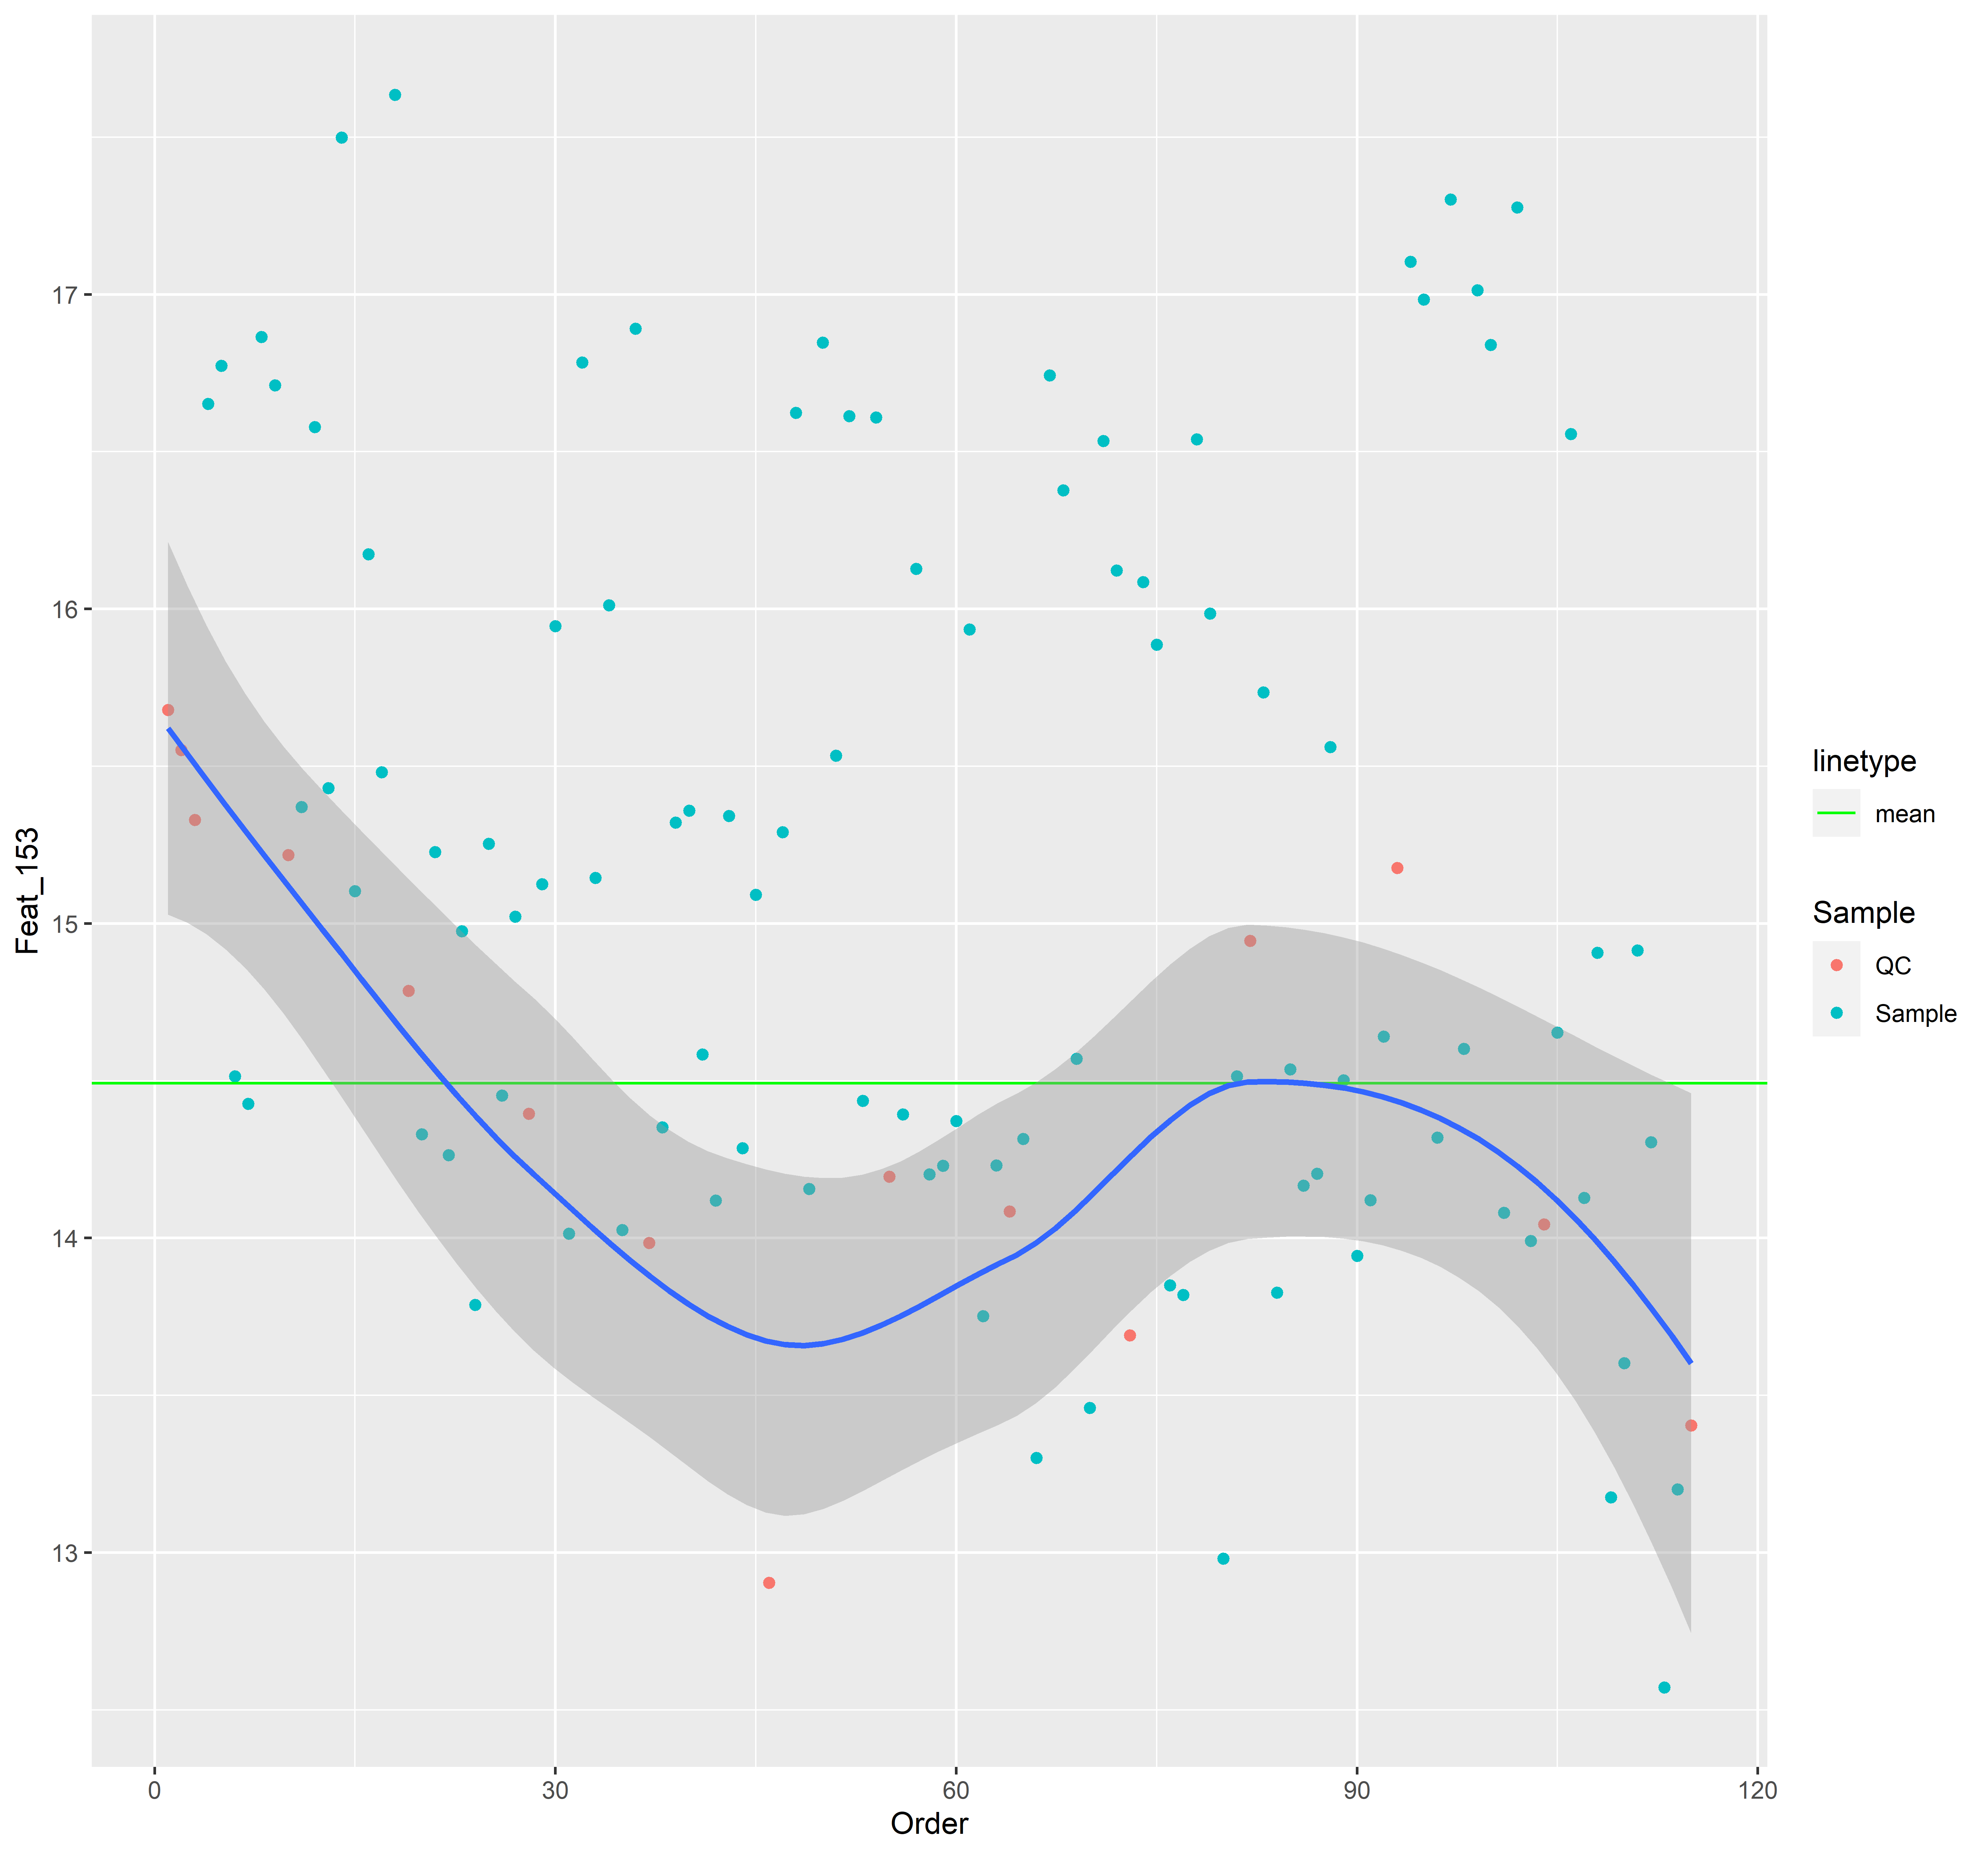 17
16
15
14
13
Feat_153
0 30 60 90 120
Order
linetype
mean
Sample
QC
Sample